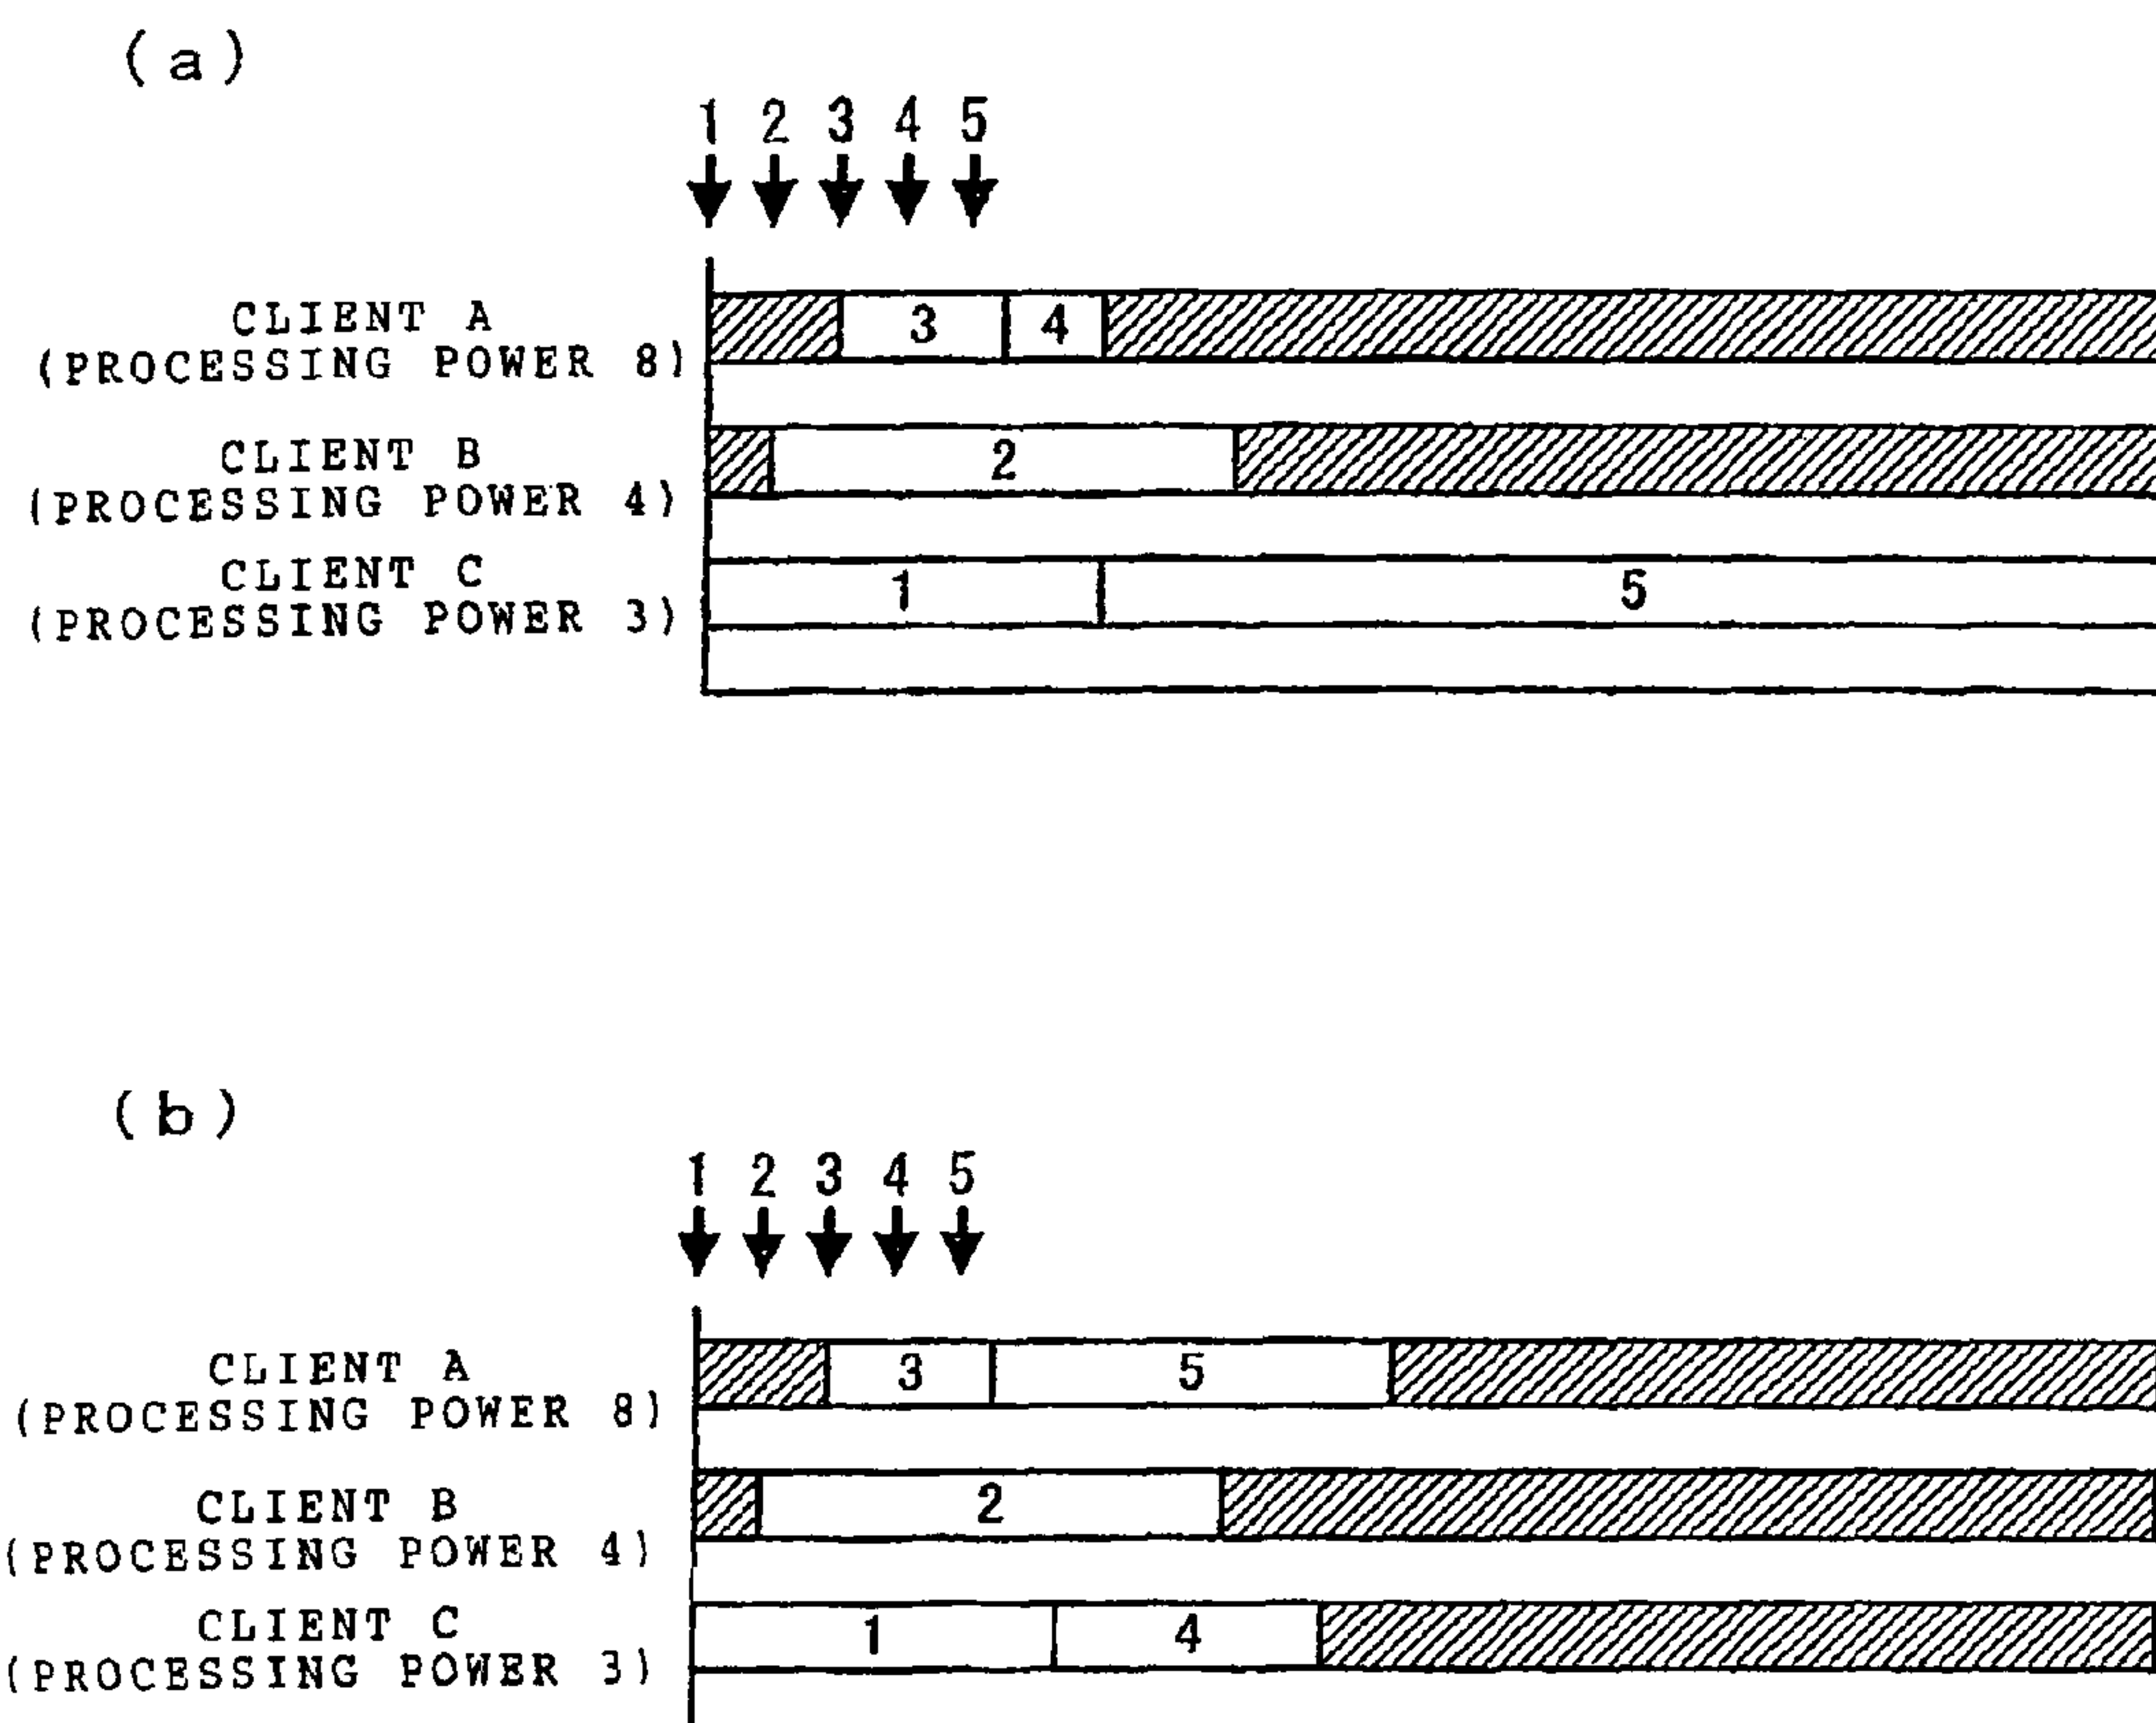 (a)
1 2 3 4 5
CLIENT A
(PROCESSING POWER 8)
3 4
CLIENT B
(PROCESSING POWER 4)
2
CLIENT C
(PROCESSING POWER 3)
1 5
(b)
1 2 3 4 5
CLIENT A
(PROCESSING POWER 8)
3 5
CLIENT B
(PROCESSING POWER 4)
2
CLIENT C
(PROCESSING POWER 3)
1 4